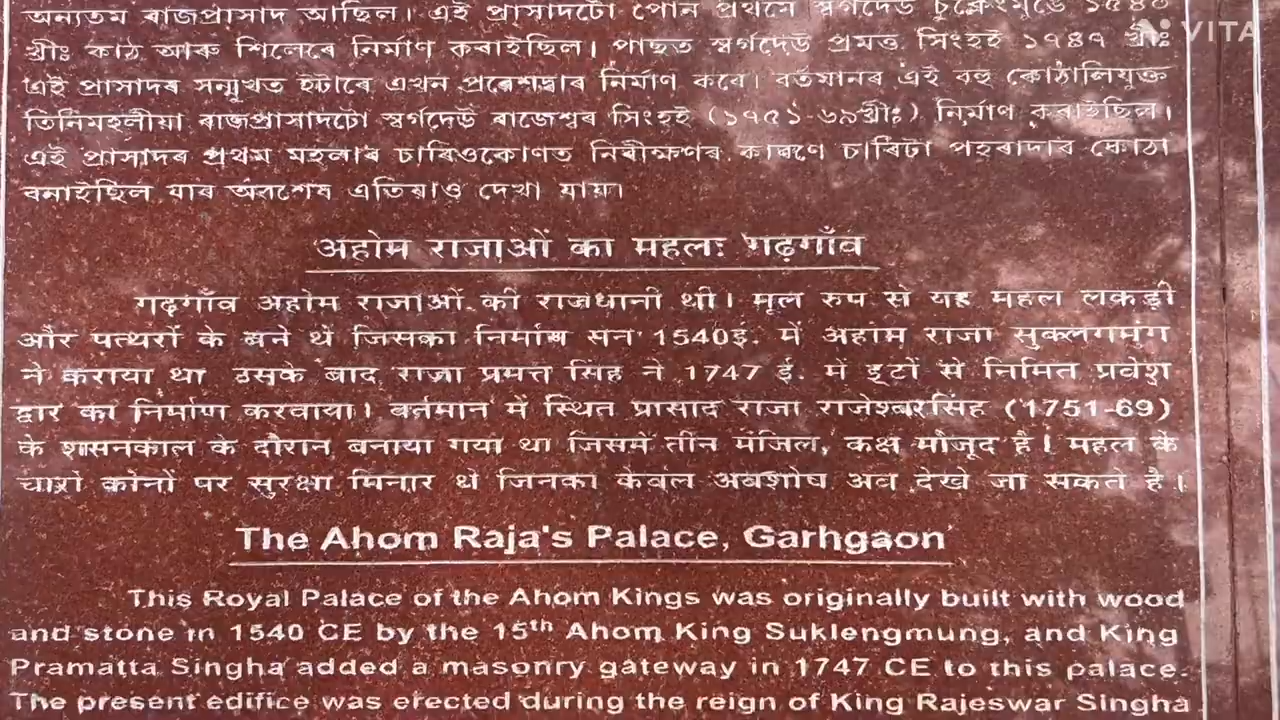 অন্যতম ৰাজপ্ৰাসাদ আছিল। এই প্ৰাসাদটো পোন প্ৰথমে স্বৰ্গদেউ চুক্লেংমুঙে ১৫৪০
খ্ৰীঃ কাঠ আৰু শিলেৰে নিৰ্মাণ কৰাইছিল। পাছত স্বৰ্গদেউ প্ৰমত্ত সিংহই ১৭৪৭ খ্ৰীঃ
এই প্ৰাসাদৰ সন্মুখত ইটাৰে এখন প্ৰৱেশদ্বাৰ নিৰ্মাণ কৰে। বৰ্তমানৰ এই বহু কোঠালিযুক্ত
তিনিমহলীয়া ৰাজপ্ৰাসাদটো স্বৰ্গদেউ ৰাজেশ্বৰ সিংহই (১৭৫১-৬৯খ্ৰীঃ) নিৰ্মাণ কৰাইছিল।
এই প্ৰাসাদৰ প্ৰথম মহলাৰ চাৰিওকোণত নিৰীক্ষণৰ কাৰণে চাৰিটা পহৰাদাৰ কোঠা
বনাইছিল যাৰ অৱশেষ এতিয়াও দেখা যায়।
अहोम राजाओं का महलः गढ़गाँव
गढ़गाँव अहोम राजाओं की राजधानी थी। मूल रुप से यह महल लकड़ी
और पत्थरों के बने थे जिसका निर्माण सन 1540ई. में अहोम राजा सुकलगमंग
ने कराया था उसके बाद राजा प्रमत्त सिंह ने 1747 ई. में इटों से निमित प्रवेश
द्वार का निर्माण करवाया। बर्तमान में स्थित प्रासाद राजा राजेश्बरसिंह (1751-69)
के शासनकाल के दौरान बनाया गया था जिसमें तीन मंजिल, कक्ष मौजूद है। महल के
चारो कोनों पर सुरक्षा मिनार थे जिनका केबल अबशेष अब देखे जा सकते है।
The Ahom Raja's Palace, Garhgaon
This Royal Palace of the Ahom Kings was originally built with wood
and stone in 1540 CE by the 15th Ahom King Suklengmung, and King
Pramatta Singha added a masonry gateway in 1747 CE to this palace.
The present edifice was erected during the reign of King Rajeswar Singha
VITA